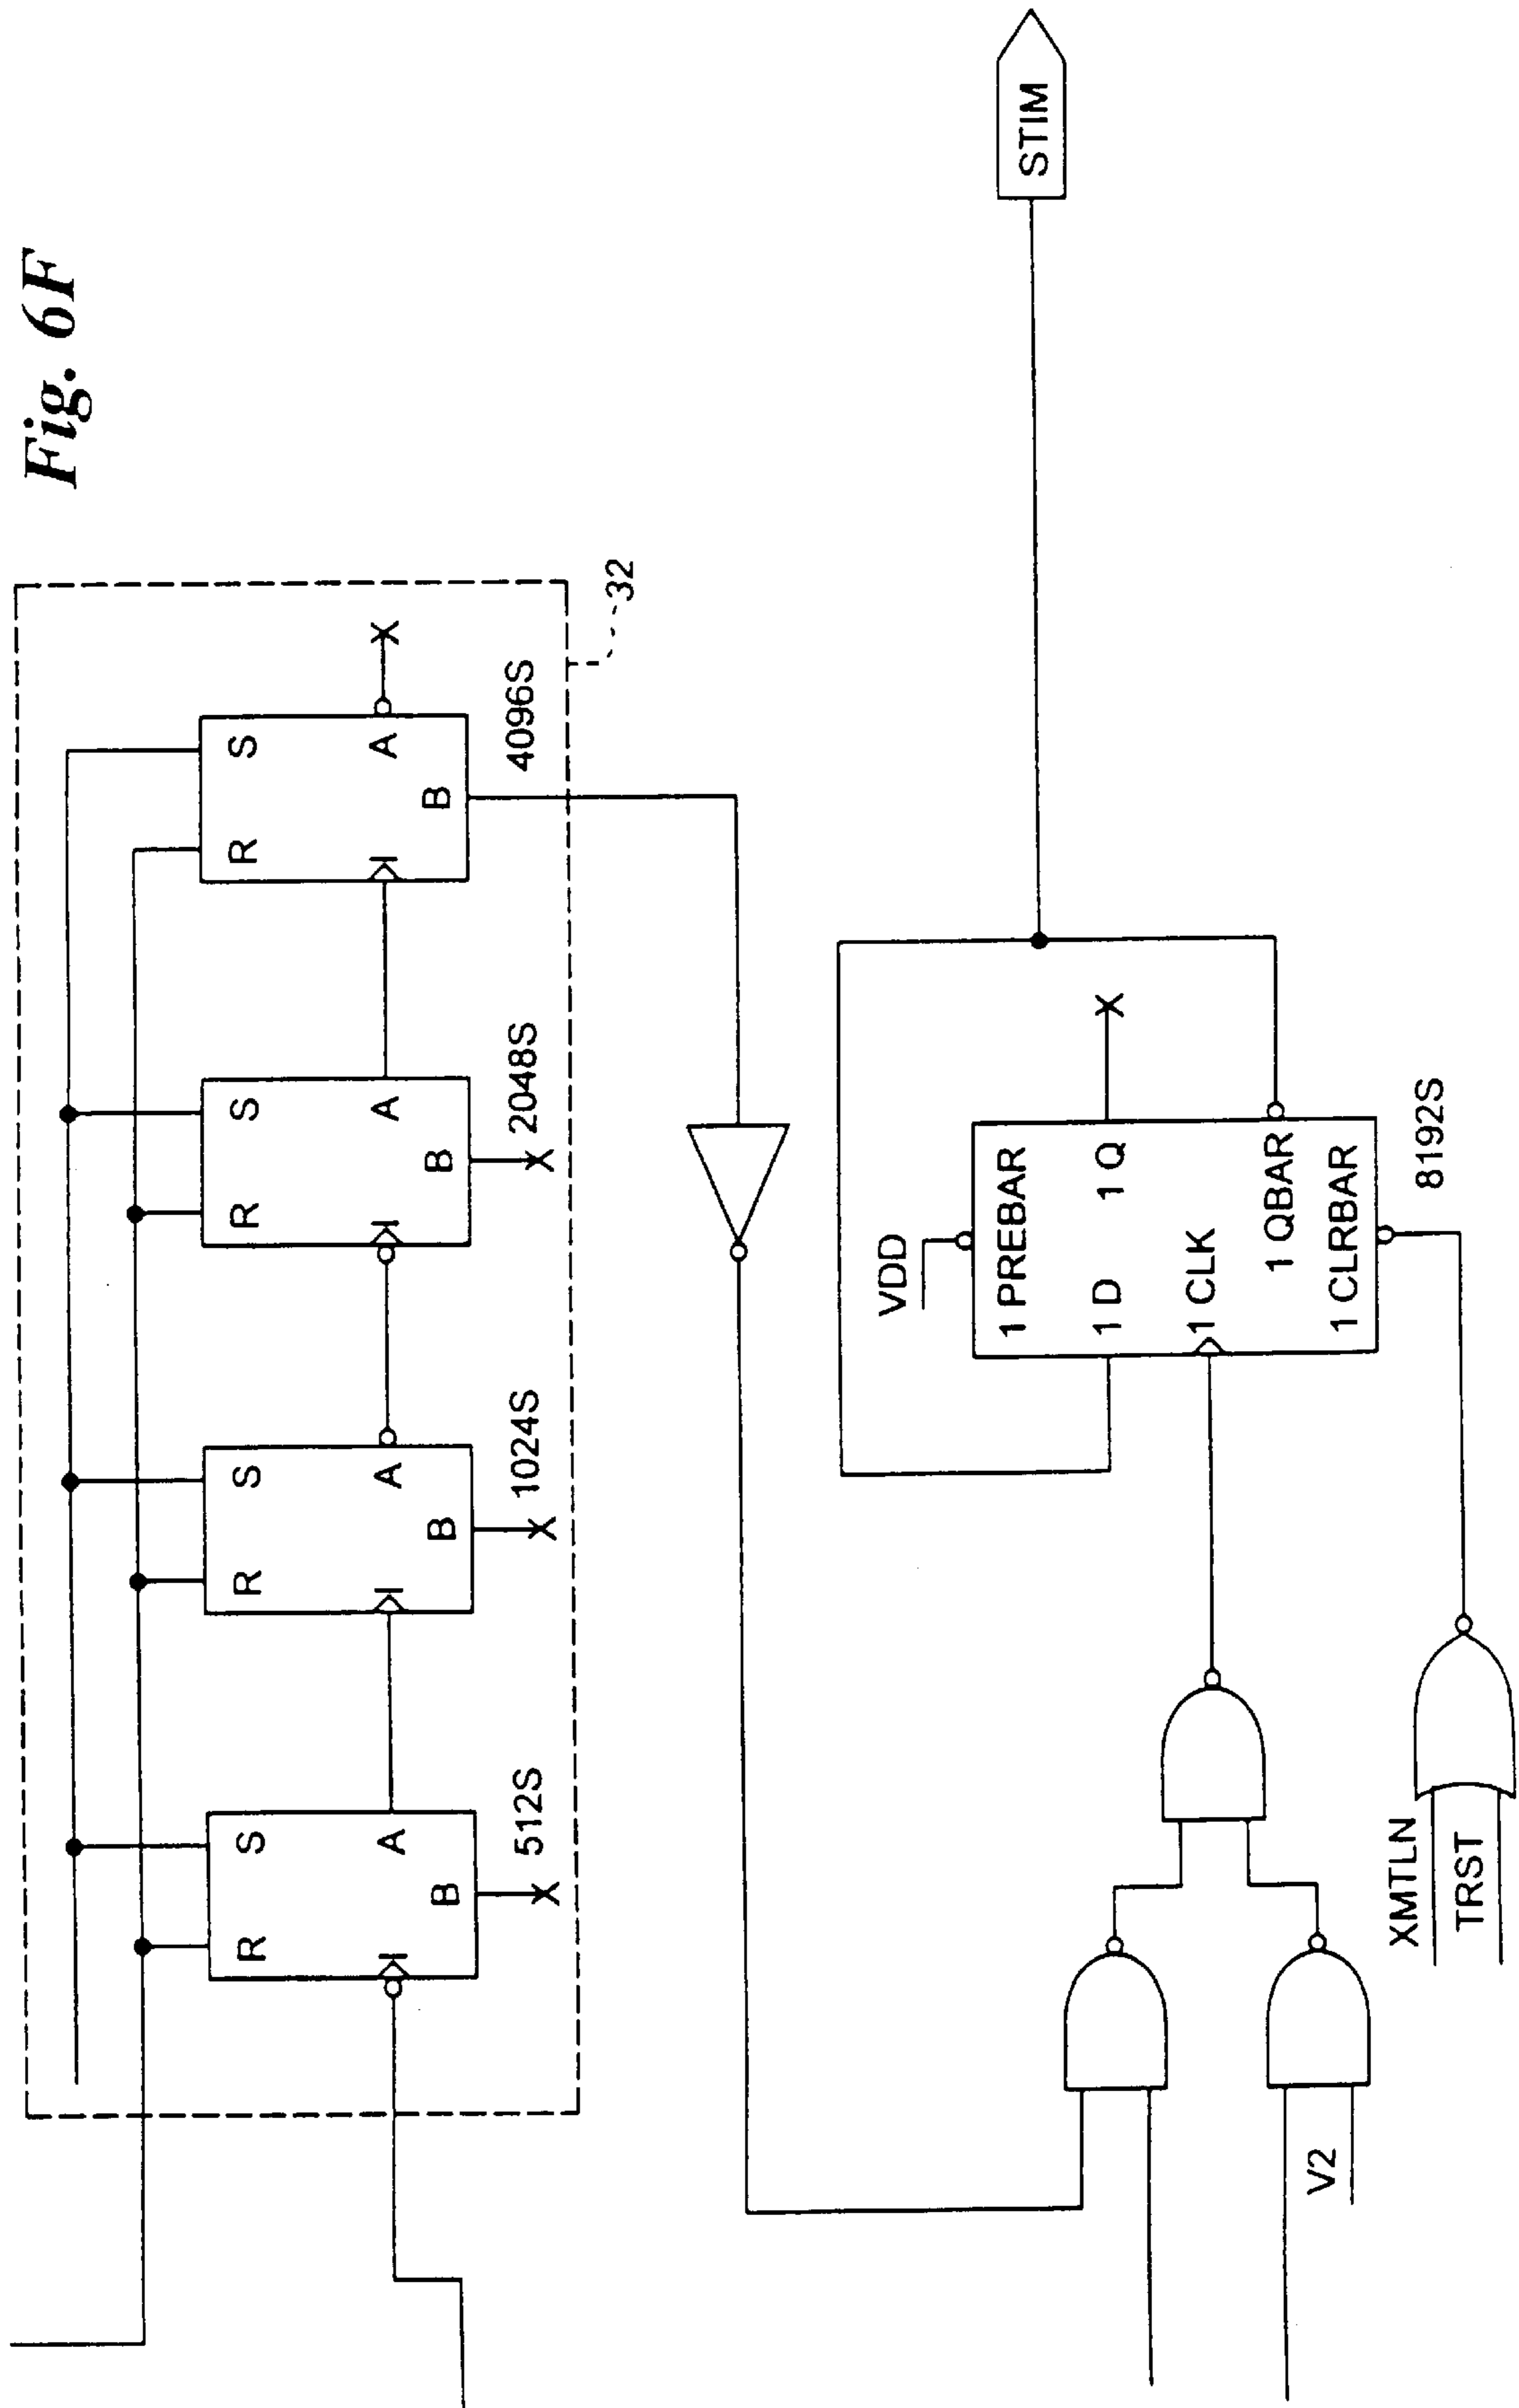 Fig. 6F
R S
A
B
512S
R S
A
B
1024S
R S
A
B
2048S
R S
A
B
4096S
32
VDD
1 PREBAR
1 D 1 Q
1 CLK
1 QBAR
1 CLRBAR
8192S
STIM
V2
XMTLN
TRST